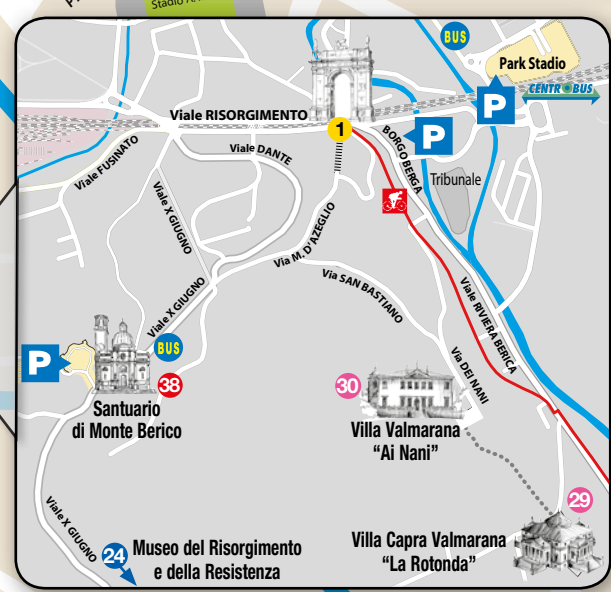 Stadio
BUS
Park Stadio
P
CENTROBUS
Viale RISORGIMENTO
1
P
BORGO BERGA
Viale DANTE
Viale FUSINATO
Tribunale
Viale X GIUGNO
Via M. D'AZEGLIO
Via SAN BASTIANO
Viale RIVIERA BERICA
Viale X GIUGNO
BUS
P
38
30
Via DEI NANI
Santuario
di Monte Berico
Villa Valmarana
“Ai Nani”
29
Viale X GIUGNO
24
Museo del Risorgimento
e della Resistenza
Villa Capra Valmarana
“La Rotonda”